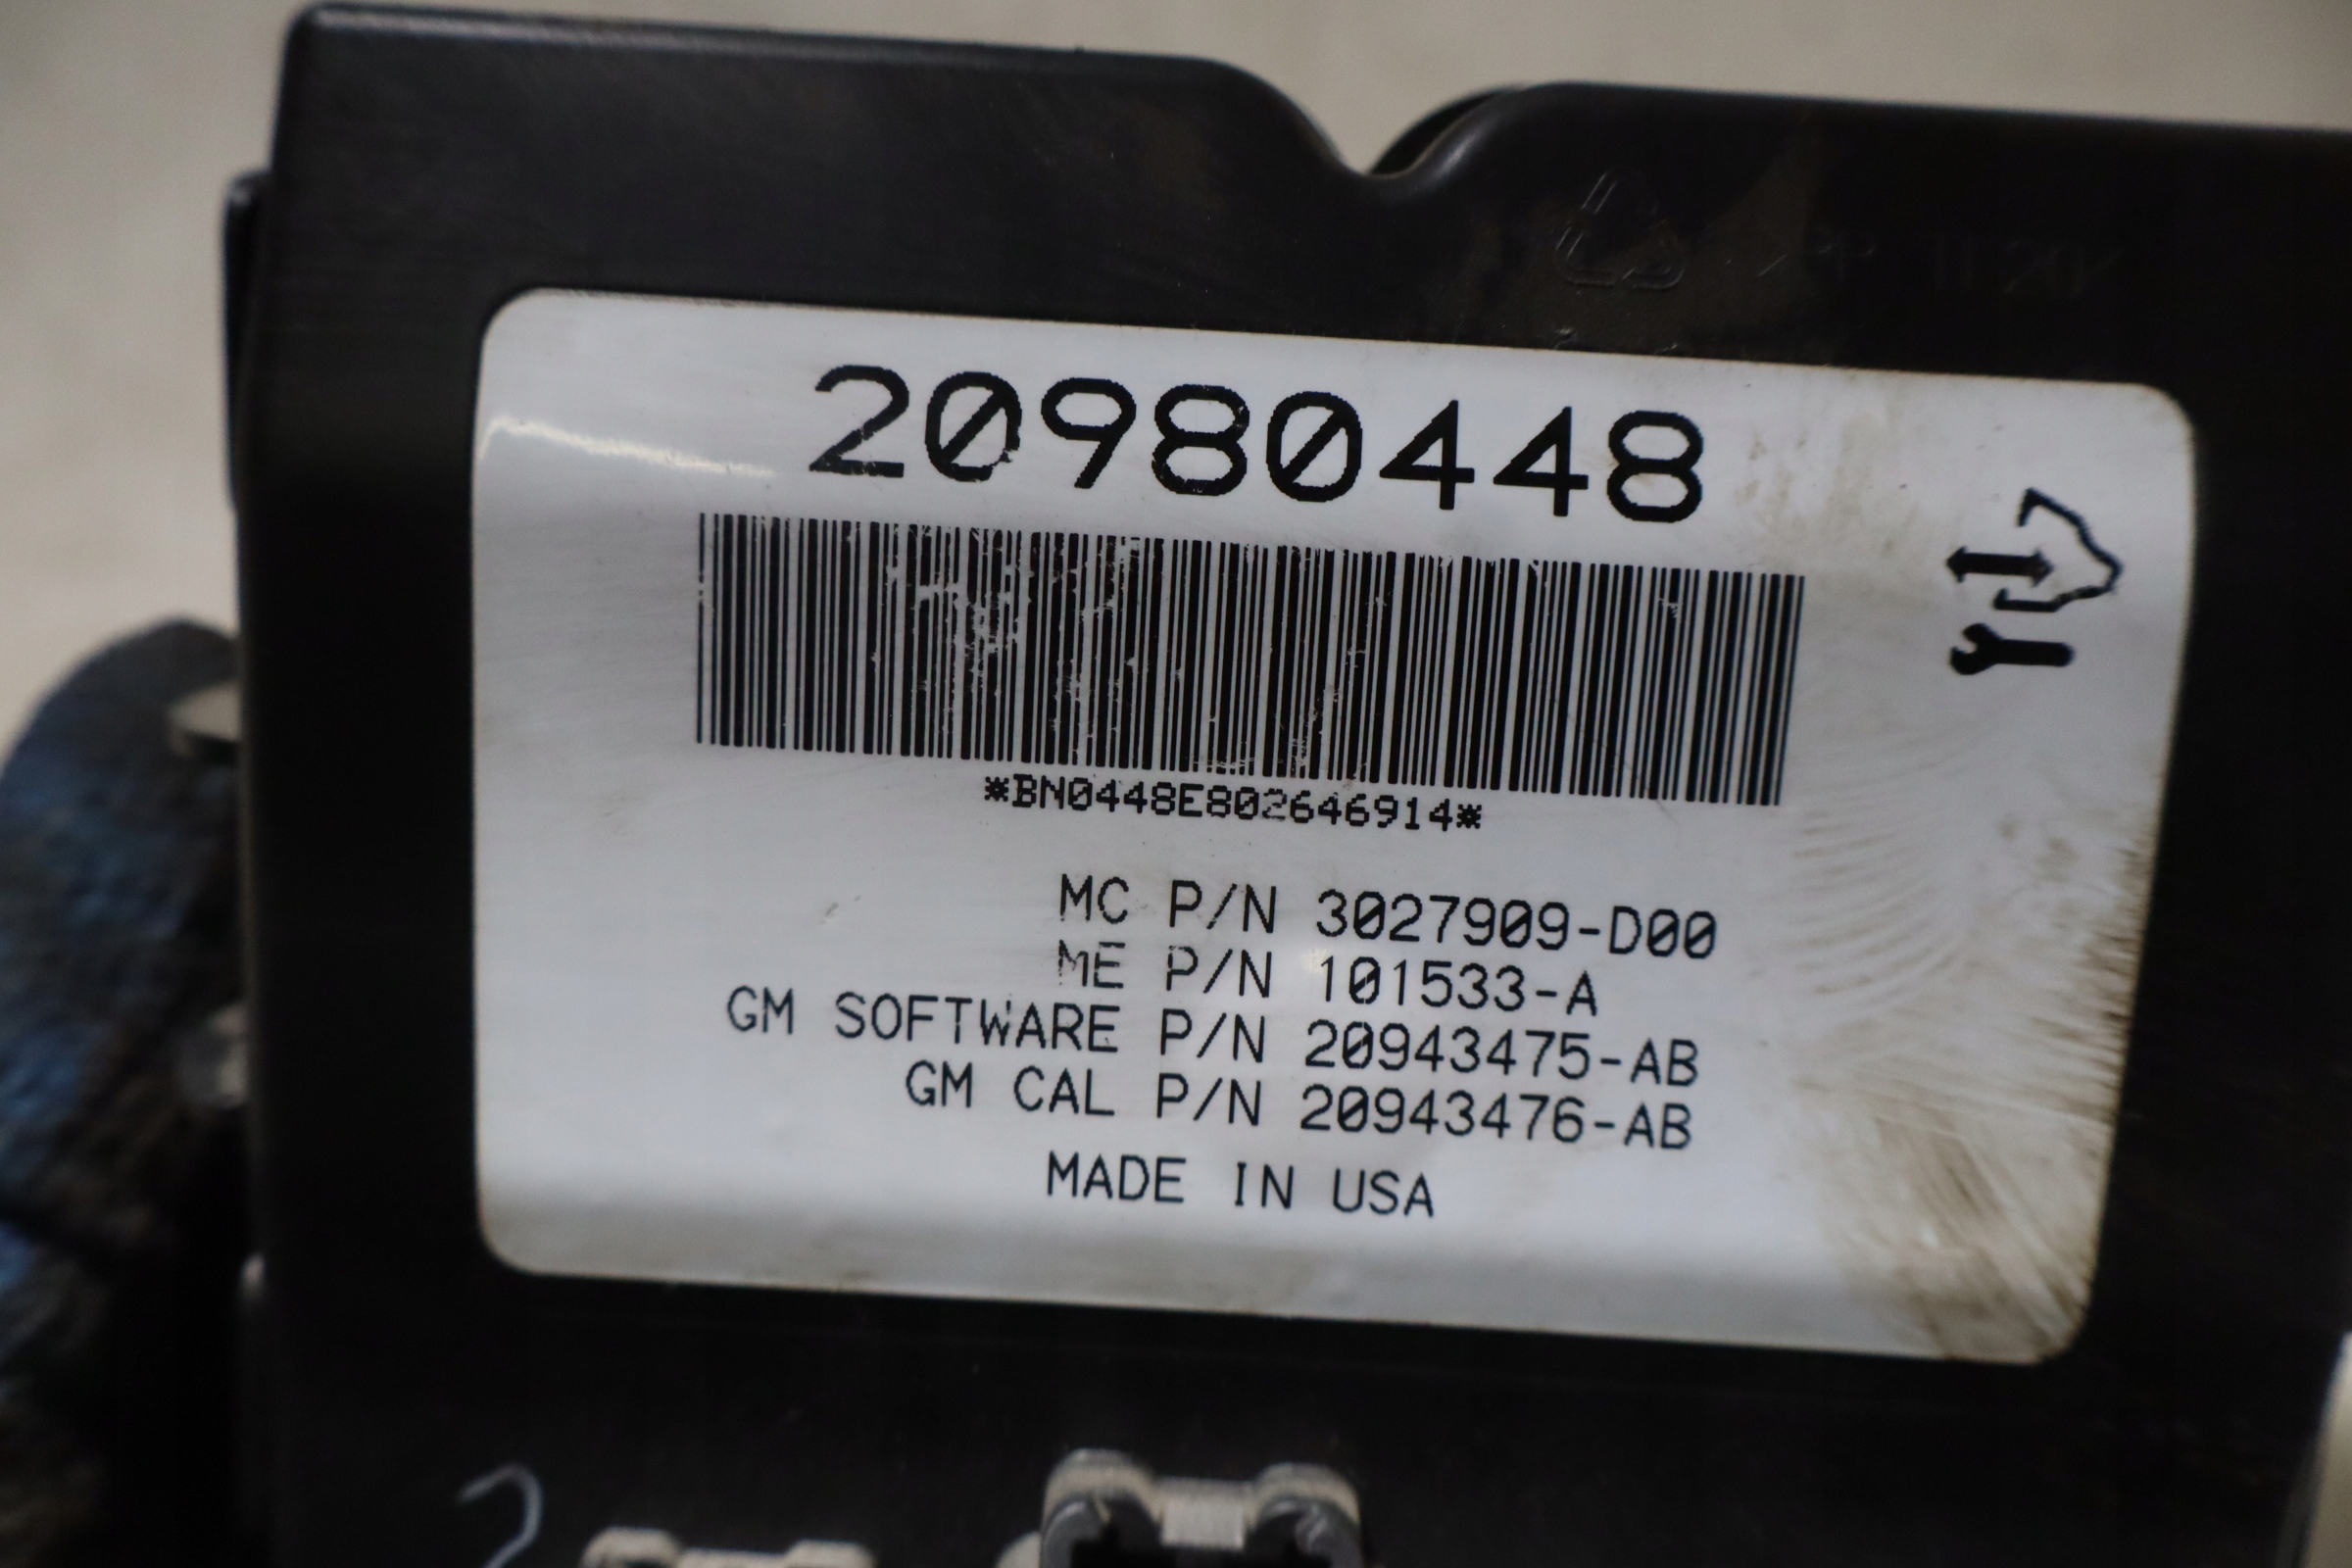 20980448
*BN0448E802646914*
MC P/N 3027909-D00
ME P/N 101533-A
GM SOFTWARE P/N 20943475-AB
GM CAL P/N 20943476-AB
MADE IN USA